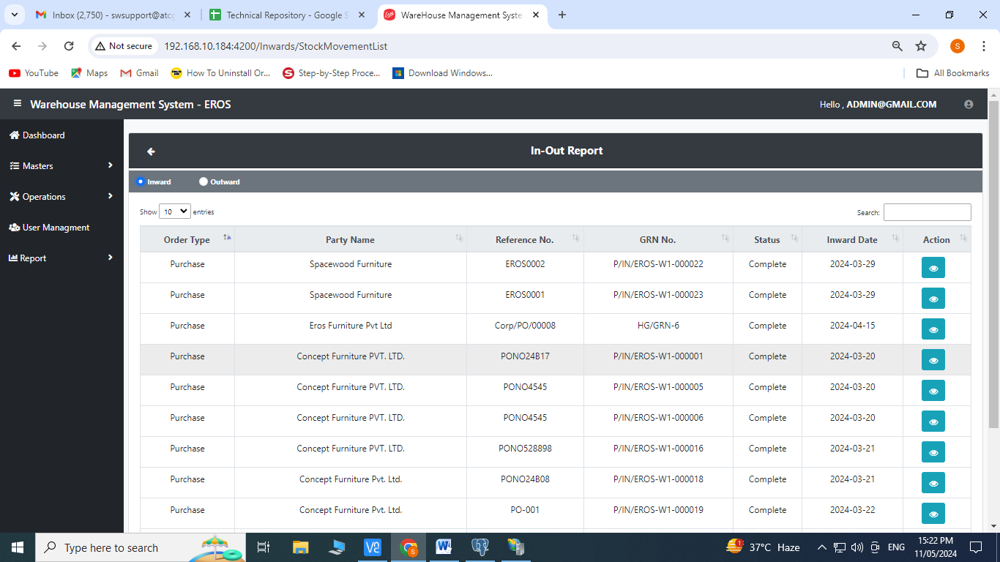 Inbox (2,750) - swsupport@atcg
Technical Repository - Google S
WareHouse Management Syste
Not secure
192.168.10.184:4200/Inwards/StockMovementList
S
YouTube
Maps
Gmail
How To Uninstall Or...
Step-by-Step Proce...
Download Windows...
All Bookmarks
Warehouse Management System - EROS
Hello , ADMIN@GMAIL.COM
Dashboard
Masters
Operations
User Managment
Report
In-Out Report
Inward
Outward
Show 10 entries
Search:
Order Type Party Name Reference No. GRN No. Status Inward Date Action
Purchase Spacewood Furniture EROS0002 P/IN/EROS-W1-000022 Complete 2024-03-29
Purchase Spacewood Furniture EROS0001 P/IN/EROS-W1-000023 Complete 2024-03-29
Purchase Eros Furniture Pvt Ltd Corp/PO/00008 HG/GRN-6 Complete 2024-04-15
Purchase Concept Furniture PVT. LTD. PONO24B17 P/IN/EROS-W1-000001 Complete 2024-03-20
Purchase Concept Furniture PVT. LTD. PONO4545 P/IN/EROS-W1-000005 Complete 2024-03-20
Purchase Concept Furniture PVT. LTD. PONO4545 P/IN/EROS-W1-000006 Complete 2024-03-20
Purchase Concept Furniture PVT. LTD. PONO528898 P/IN/EROS-W1-000016 Complete 2024-03-21
Purchase Concept Furniture Pvt. Ltd. PONO24B08 P/IN/EROS-W1-000018 Complete 2024-03-21
Purchase Concept Furniture Pvt. Ltd. PO-001 P/IN/EROS-W1-000019 Complete 2024-03-22
Type here to search
37°C Haze
ENG
15:22 PM
11/05/2024